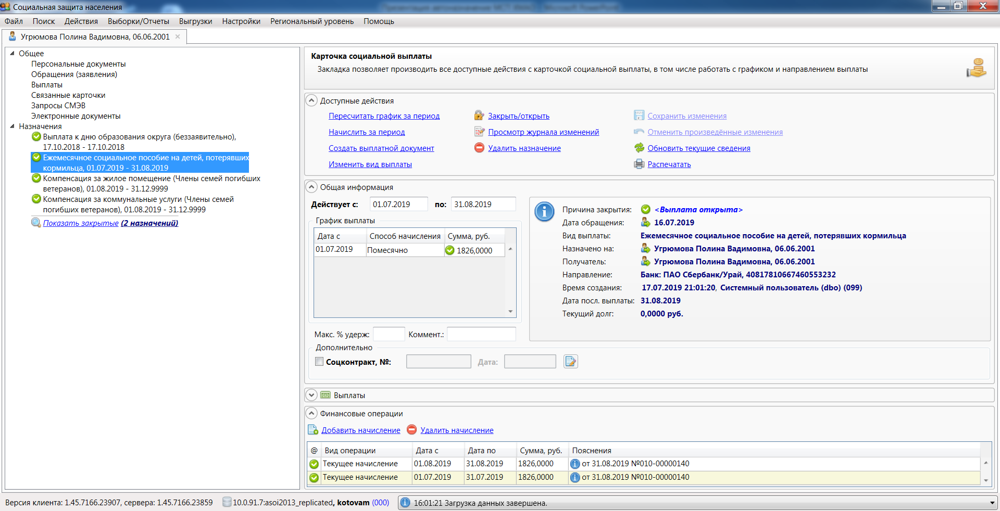 Социальная защита населения
Файл Поиск Действия Выборки/Отчеты Выгрузки Настройки Региональный уровень Помощь
Угрюмова Полина Вадимовна, 06.06.2001
Общее
Персональные документы
Обращения (заявления)
Выплаты
Связанные карточки
Запросы СМЭВ
Электронные документы
Назначения
Выплата к дню образования округа (беззаявительно),
17.10.2018 - 17.10.2018
Ежемесячное социальное пособие на детей, потерявших
кормильца, 01.07.2019 - 31.08.2019
Компенсация за жилое помещение (Члены семей погибших
ветеранов), 01.08.2019 - 31.12.9999
Компенсация за коммунальные услуги (Члены семей
погибших ветеранов), 01.08.2019 - 31.12.9999
Показать закрытые (2 назначений)
Карточка социальной выплаты
Закладка позволяет производить все доступные действия с карточкой социальной выплаты, в том числе работать с графиком и направлением выплаты
Доступные действия
Пересчитать график за период Закрыть/открыть Сохранить изменения
Начислить за период Просмотр журнала изменений Отменить произведённые изменения
Создать выплатной документ Удалить назначение Обновить текущие сведения
Изменить вид выплаты Распечатать
Общая информация
Действует с: 01.07.2019 по: 31.08.2019
График выплаты
Дата с Способ начисления Сумма, руб.
01.07.2019 Помесячно 1826,0000
Макс. % удерж: Коммент.:
Причина закрытия: <Выплата открыта>
Дата обращения: 16.07.2019
Вид выплаты: Ежемесячное социальное пособие на детей, потерявших кормильца
Назначено на: Угрюмова Полина Вадимовна, 06.06.2001
Получатель: Угрюмова Полина Вадимовна, 06.06.2001
Направление: Банк: ПАО Сбербанк/Урай, 40817810667460553232
Время создания: 17.07.2019 21:01:20, Системный пользователь (dbo) (099)
Дата посл. выплаты: 31.08.2019
Текущий долг: 0,0000 руб.
Дополнительно
Соцконтракт, №: Дата:
Выплаты
Финансовые операции
Добавить начисление Удалить начисление
@ Вид операции Дата с Дата по Сумма, руб. Пояснения
Текущее начисление 01.08.2019 31.08.2019 1826,0000 от 31.08.2019 №010-00000140
Текущее начисление 01.07.2019 31.07.2019 1826,0000 от 31.08.2019 №010-00000140
Версия клиента: 1.45.7166.23907, сервера: 1.45.7166.23859 10.0.91.7:asoi2013_replicated, kotovam (000) 16:01:21 Загрузка данных завершена.